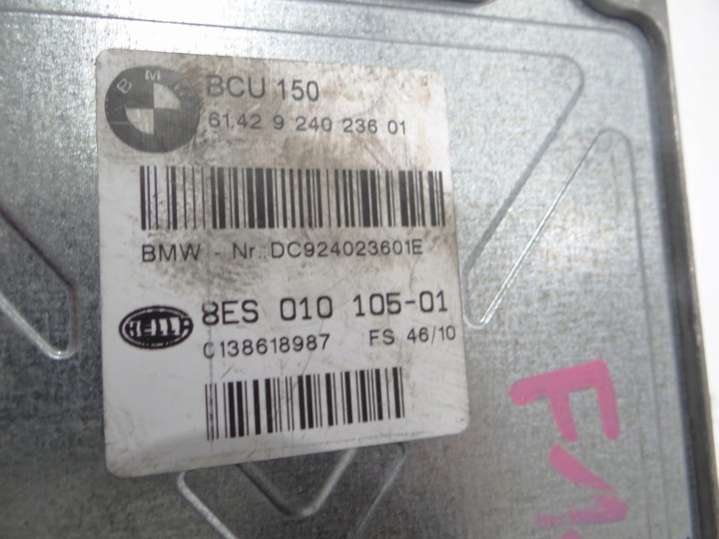 BMW
BCU 150
61.42 9 240 236 01
BMW - Nr.:DC924023601E
HELLA
8ES 010 105-01
C138618987 FS 46/10